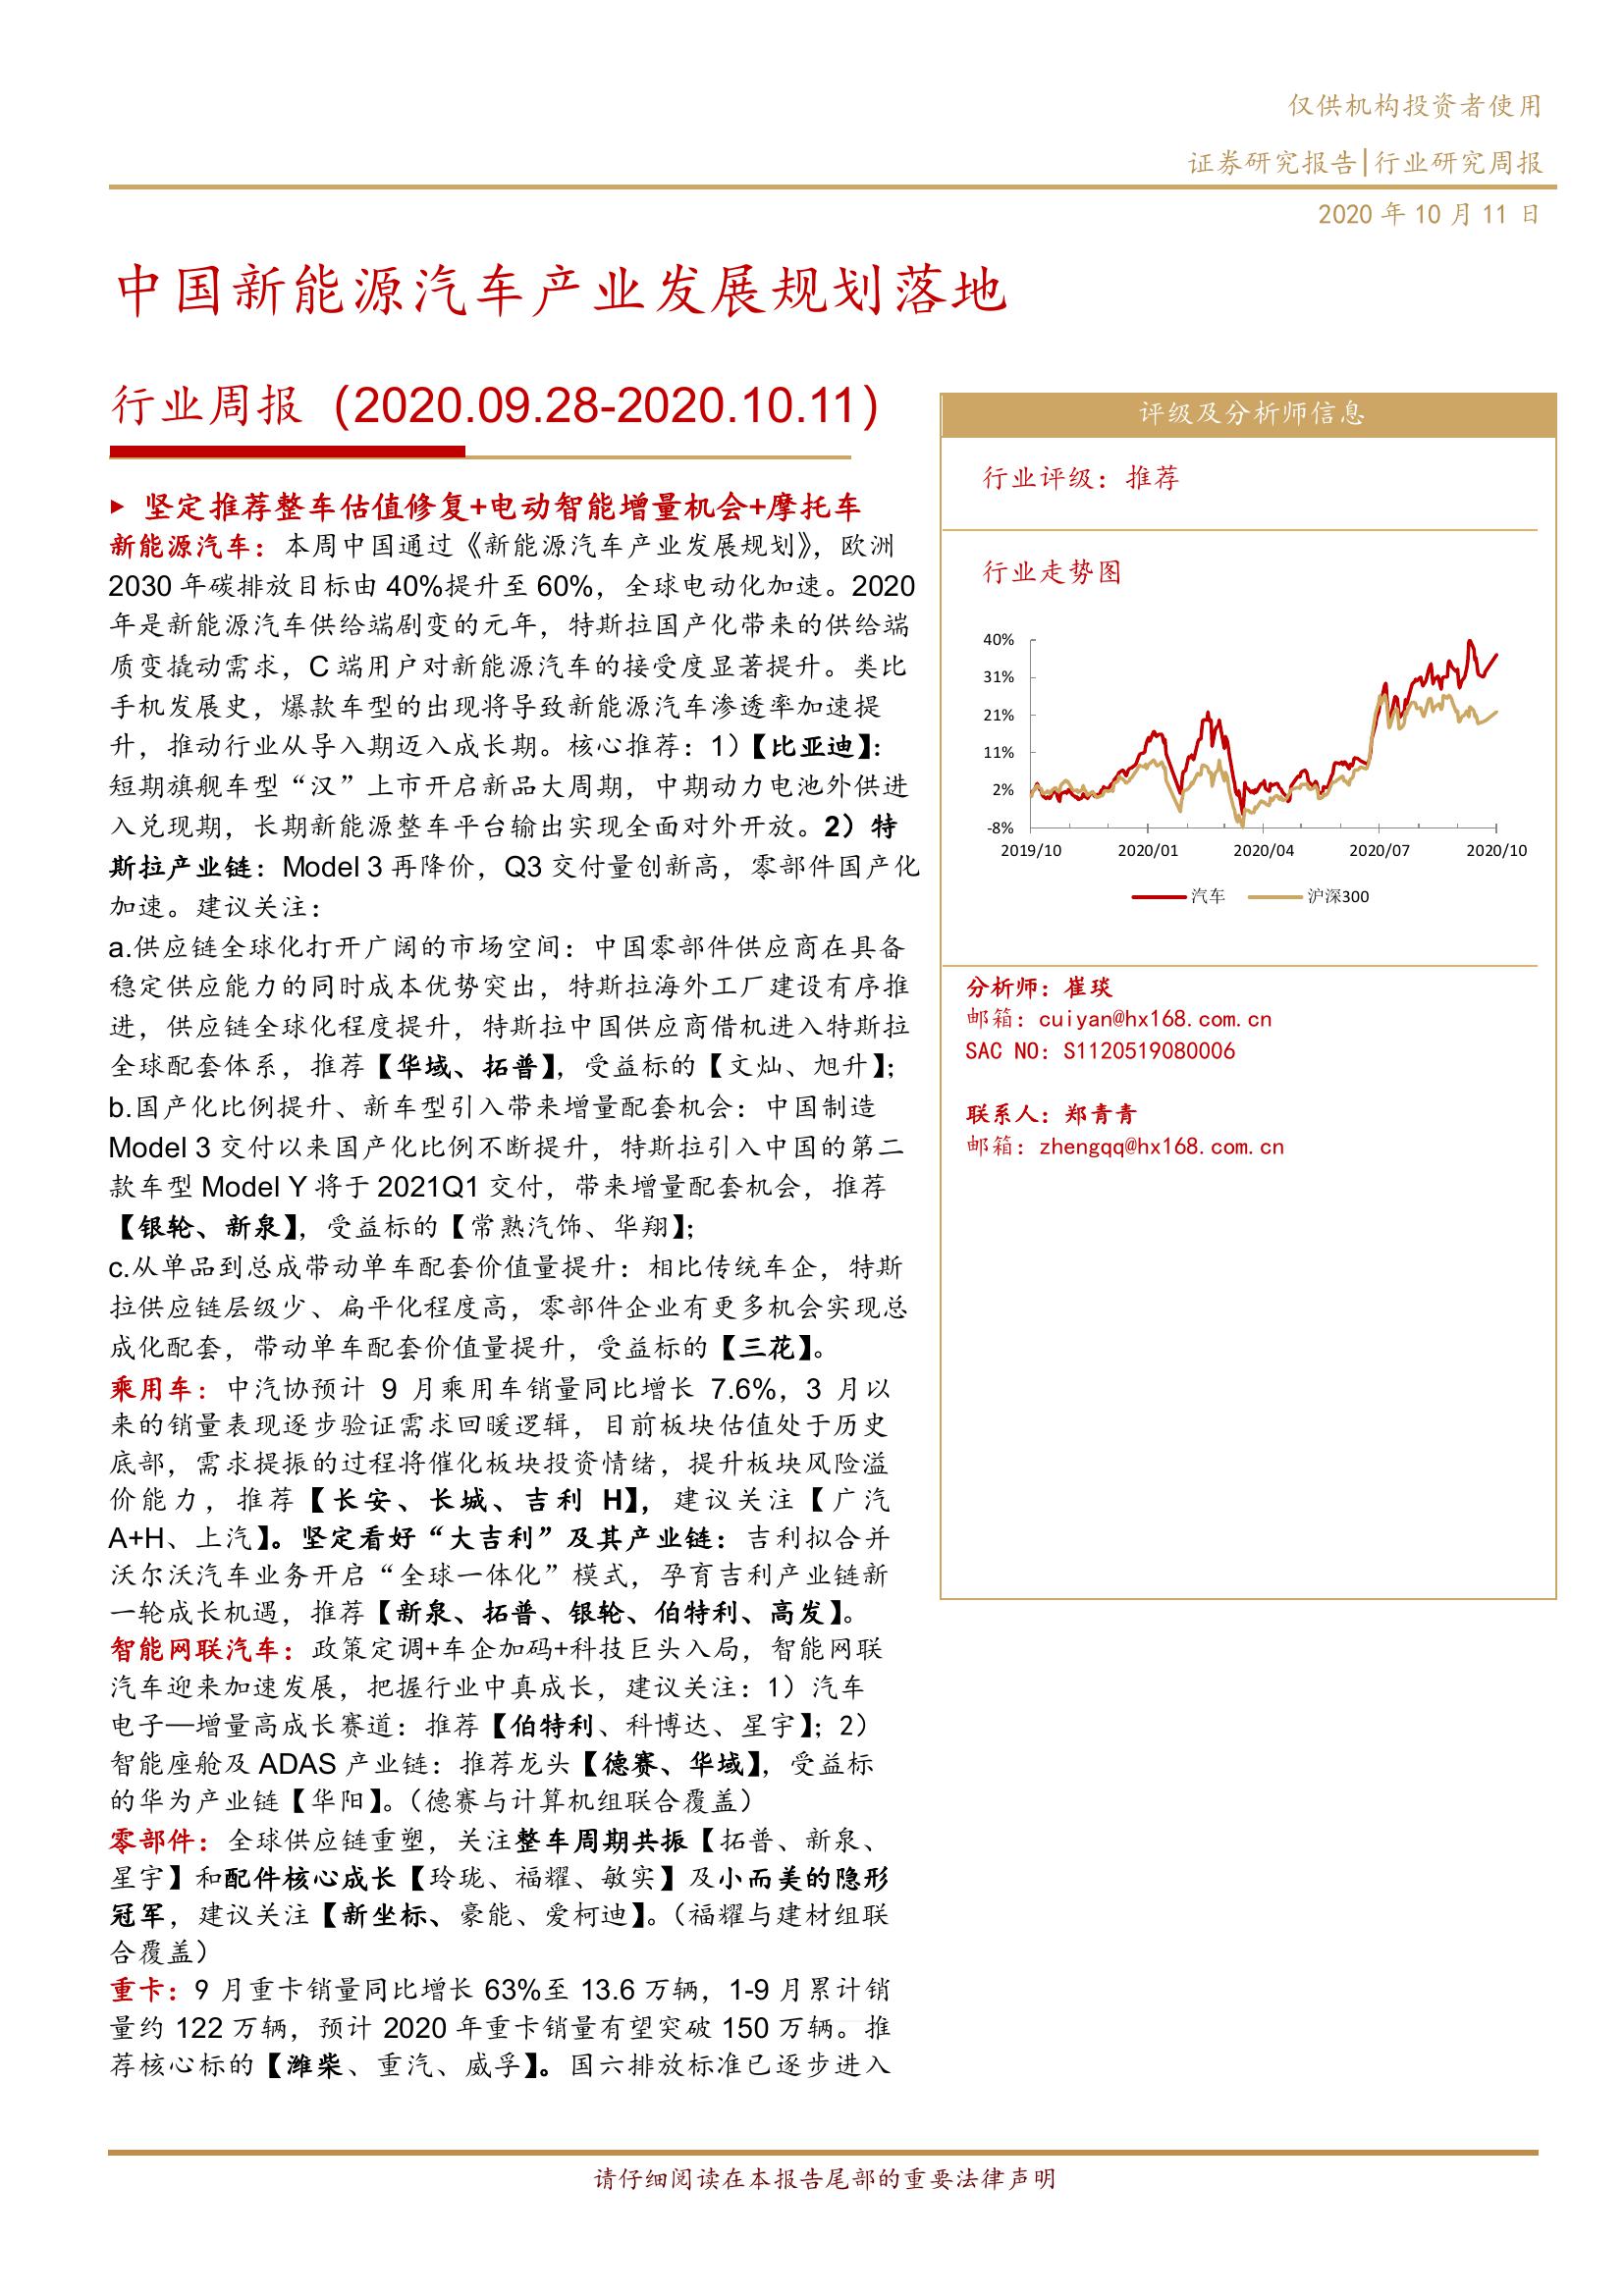 仅供机构投资者使用
证券研究报告|行业研究周报
2020 年 10 月 11 日
中国新能源汽车产业发展规划落地
行业周报（2020.09.28-2020.10.11）
坚定推荐整车估值修复+电动智能增量机会+摩托车
新能源汽车：本周中国通过《新能源汽车产业发展规划》，欧洲
2030 年碳排放目标由 40%提升至 60%，全球电动化加速。2020
年是新能源汽车供给端剧变的元年，特斯拉国产化带来的供给端
质变撬动需求，C 端用户对新能源汽车的接受度显著提升。类比
手机发展史，爆款车型的出现将导致新能源汽车渗透率加速提
升，推动行业从导入期迈入成长期。核心推荐：1）【比亚迪】：
短期旗舰车型“汉”上市开启新品大周期，中期动力电池外供进
入兑现期，长期新能源整车平台输出实现全面对外开放。2）特
斯拉产业链：Model 3 再降价，Q3 交付量创新高，零部件国产化
加速。建议关注：
a.供应链全球化打开广阔的市场空间：中国零部件供应商在具备
稳定供应能力的同时成本优势突出，特斯拉海外工厂建设有序推
进，供应链全球化程度提升，特斯拉中国供应商借机进入特斯拉
全球配套体系，推荐【华域、拓普】，受益标的【文灿、旭升】；
b.国产化比例提升、新车型引入带来增量配套机会：中国制造
Model 3 交付以来国产化比例不断提升，特斯拉引入中国的第二
款车型 Model Y 将于 2021Q1 交付，带来增量配套机会，推荐
【银轮、新泉】，受益标的【常熟汽饰、华翔】；
c.从单品到总成带动单车配套价值量提升：相比传统车企，特斯
拉供应链层级少、扁平化程度高，零部件企业有更多机会实现总
成化配套，带动单车配套价值量提升，受益标的【三花】。
乘用车：中汽协预计 9 月乘用车销量同比增长 7.6%，3 月以
来的销量表现逐步验证需求回暖逻辑，目前板块估值处于历史
底部，需求提振的过程将催化板块投资情绪，提升板块风险溢
价能力，推荐【长安、长城、吉利 H】，建议关注【广汽
A+H、上汽】。坚定看好“大吉利”及其产业链：吉利拟合并
沃尔沃汽车业务开启“全球一体化”模式，孕育吉利产业链新
一轮成长机遇，推荐【新泉、拓普、银轮、伯特利、高发】。
智能网联汽车：政策定调+车企加码+科技巨头入局，智能网联
汽车迎来加速发展，把握行业中真成长，建议关注：1）汽车
电子—增量高成长赛道：推荐【伯特利、科博达、星宇】；2）
智能座舱及 ADAS 产业链：推荐龙头【德赛、华域】，受益标
的华为产业链【华阳】。（德赛与计算机组联合覆盖）
零部件：全球供应链重塑，关注整车周期共振【拓普、新泉、
星宇】和配件核心成长【玲珑、福耀、敏实】及小而美的隐形
冠军，建议关注【新坐标、豪能、爱柯迪】。（福耀与建材组联
合覆盖）
重卡：9 月重卡销量同比增长 63%至 13.6 万辆，1-9 月累计销
量约 122 万辆，预计 2020 年重卡销量有望突破 150 万辆。推
荐核心标的【潍柴、重汽、威孚】。国六排放标准已逐步进入
评级及分析师信息
行业评级：推荐
行业走势图
40%
31%
21%
11%
2%
-8%
2019/10 2020/01 2020/04 2020/07 2020/10
汽车 沪深300
分析师：崔琰
邮箱：cuiyan@hx168.com.cn
SAC NO：S1120519080006
联系人：郑青青
邮箱：zhengqq@hx168.com.cn
请仔细阅读在本报告尾部的重要法律声明